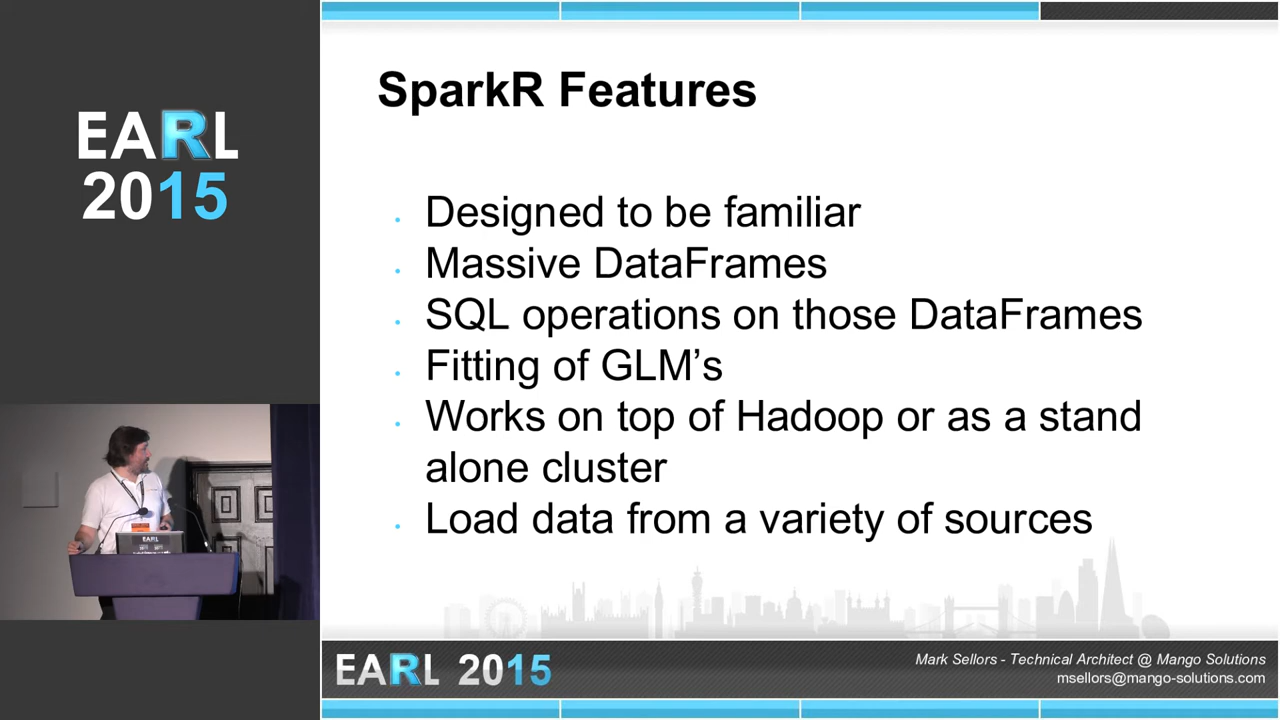 EARL
2015
SparkR Features
Designed to be familiar
Massive DataFrames
SQL operations on those DataFrames
Fitting of GLM’s
Works on top of Hadoop or as a stand
alone cluster
Load data from a variety of sources
EARL
EARL 2015
Mark Sellors - Technical Architect @ Mango Solutions
msellors@mango-solutions.com